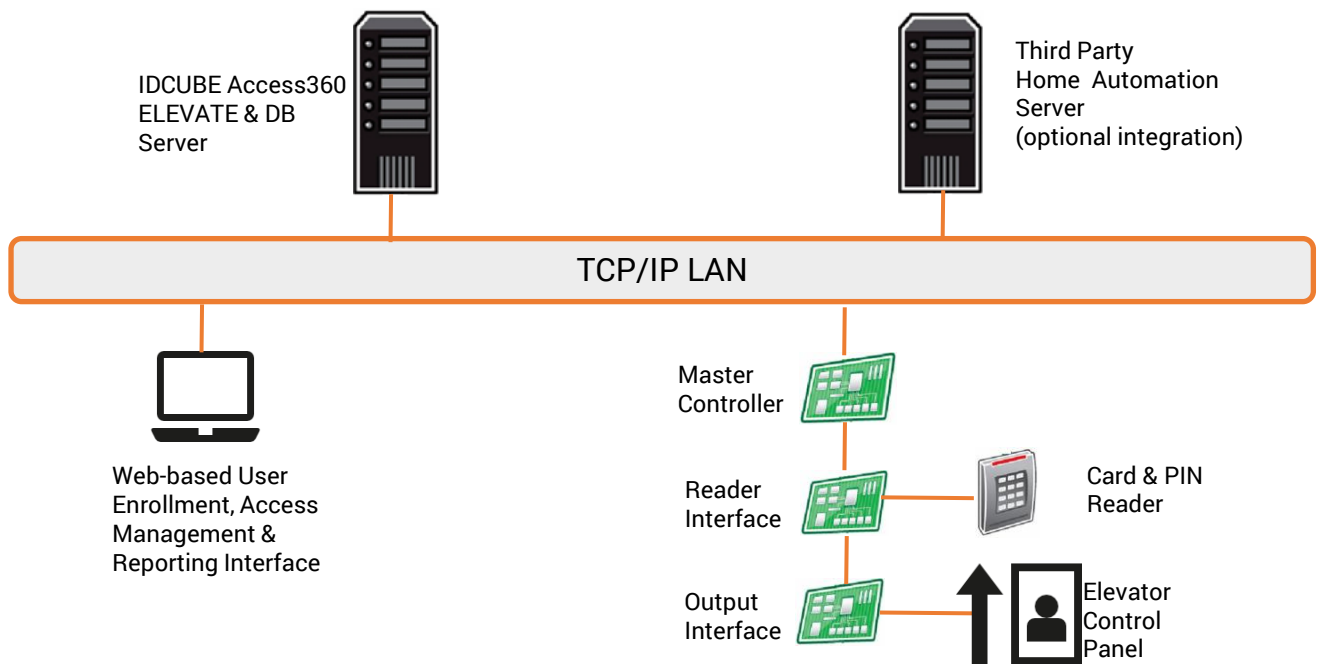 IDCUBE Access360
ELEVATE & DB
Server
Third Party
Home Automation
Server
(optional integration)
TCP/IP LAN
Web-based User
Enrollment, Access
Management &
Reporting Interface
Master
Controller
Reader
Interface
Card & PIN
Reader
Output
Interface
Elevator
Control
Panel